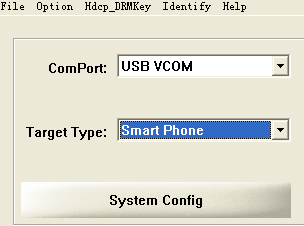 File Option Hdcp_DRMKey Identify Help
ComPort: USB VCOM
Target Type: Smart Phone
System Config